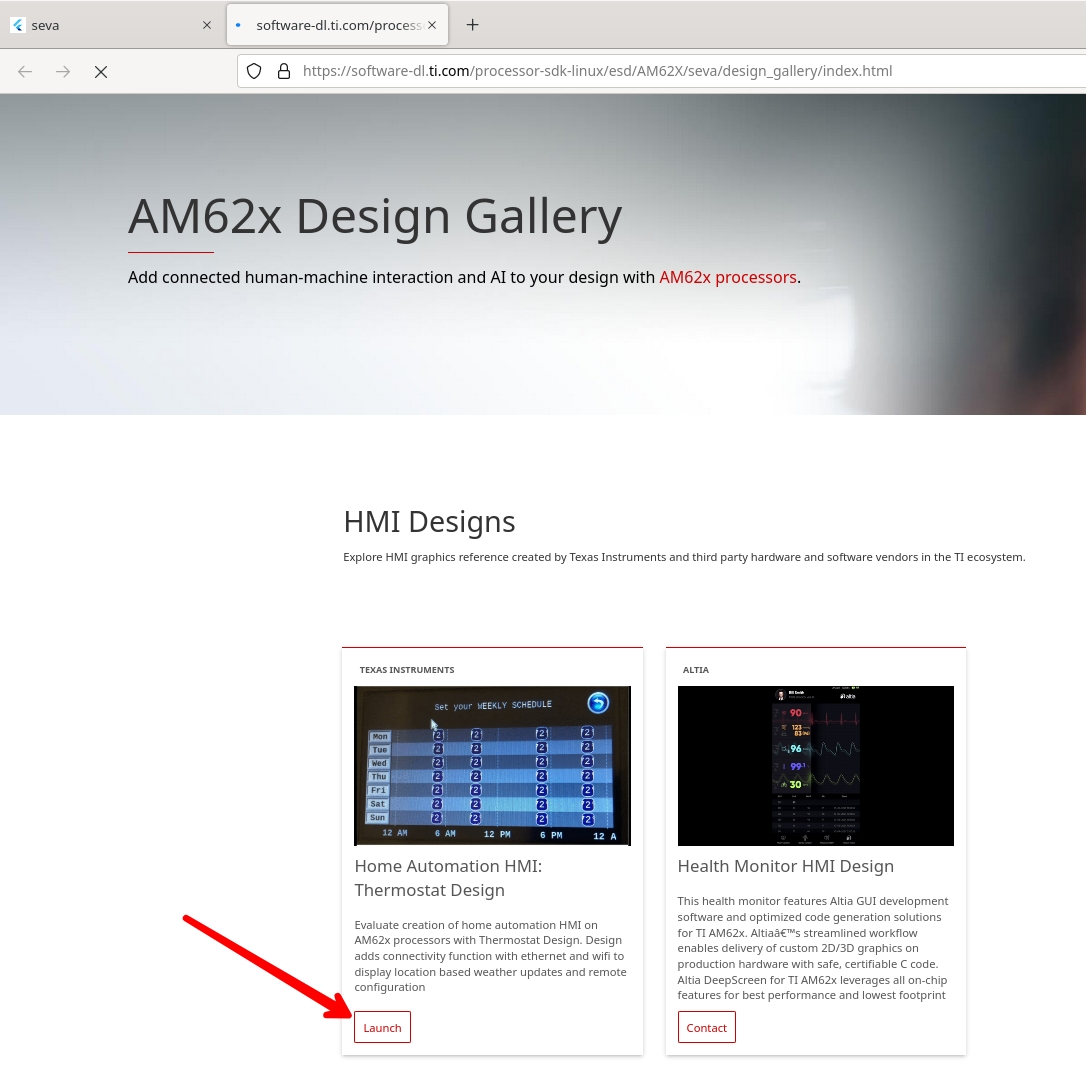 seva
software-dl.ti.com/process
https://software-dl.ti.com/processor-sdk-linux/esd/AM62X/seva/design_gallery/index.html
AM62x Design Gallery
Add connected human-machine interaction and AI to your design with AM62x processors.
HMI Designs
Explore HMI graphics reference created by Texas Instruments and third party hardware and software vendors in the TI ecosystem.
TEXAS INSTRUMENTS
Set your WEEKLY SCHEDULE
Mon 2 2 2 2
Tue 2 2 2 2
Wed 2 2 2 2
Thu 2 2 2 2
Fri 2 2 2 2
Sat 2 2 2 2
Sun 2 2 2 2
12 AM 6 AM 12 PM 6 PM 12 A
Home Automation HMI:
Thermostat Design
Evaluate creation of home automation HMI on
AM62x processors with Thermostat Design. Design
adds connectivity function with ethernet and wifi to
display location based weather updates and remote
configuration
Launch
ALTIA
Bill Smith
altia
90
123
83
96
99
30
Health Monitor HMI Design
This health monitor features Altia GUI development
software and optimized code generation solutions
for TI AM62x. Altiaâ€™s streamlined workflow
enables delivery of custom 2D/3D graphics on
production hardware with safe, certifiable C code.
Altia DeepScreen for TI AM62x leverages all on-chip
features for best performance and lowest footprint
Contact